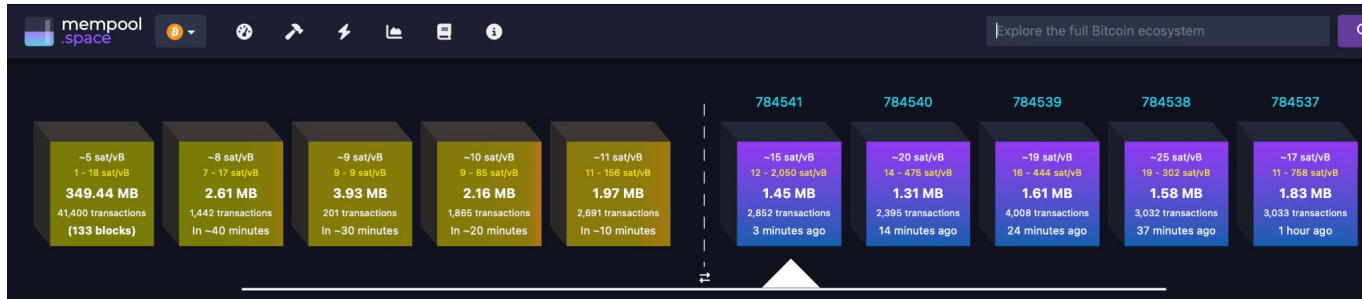 mempool
.space
Explore the full Bitcoin ecosystem
784541
784540
784539
784538
784537
~5 sat/vB
1 - 18 sat/vB
349.44 MB
41,400 transactions
(133 blocks)
~8 sat/vB
7 - 17 sat/vB
2.61 MB
1,442 transactions
In ~40 minutes
~9 sat/vB
9 - 9 sat/vB
3.93 MB
201 transactions
In ~30 minutes
~10 sat/vB
9 - 85 sat/vB
2.16 MB
1,865 transactions
In ~20 minutes
~11 sat/vB
11 - 156 sat/vB
1.97 MB
2,691 transactions
In ~10 minutes
~15 sat/vB
12 - 2,050 sat/vB
1.45 MB
2,852 transactions
3 minutes ago
~20 sat/vB
14 - 475 sat/vB
1.31 MB
2,395 transactions
14 minutes ago
~19 sat/vB
16 - 444 sat/vB
1.61 MB
4,008 transactions
24 minutes ago
~25 sat/vB
19 - 302 sat/vB
1.58 MB
3,032 transactions
37 minutes ago
~17 sat/vB
11 - 758 sat/vB
1.83 MB
3,033 transactions
1 hour ago